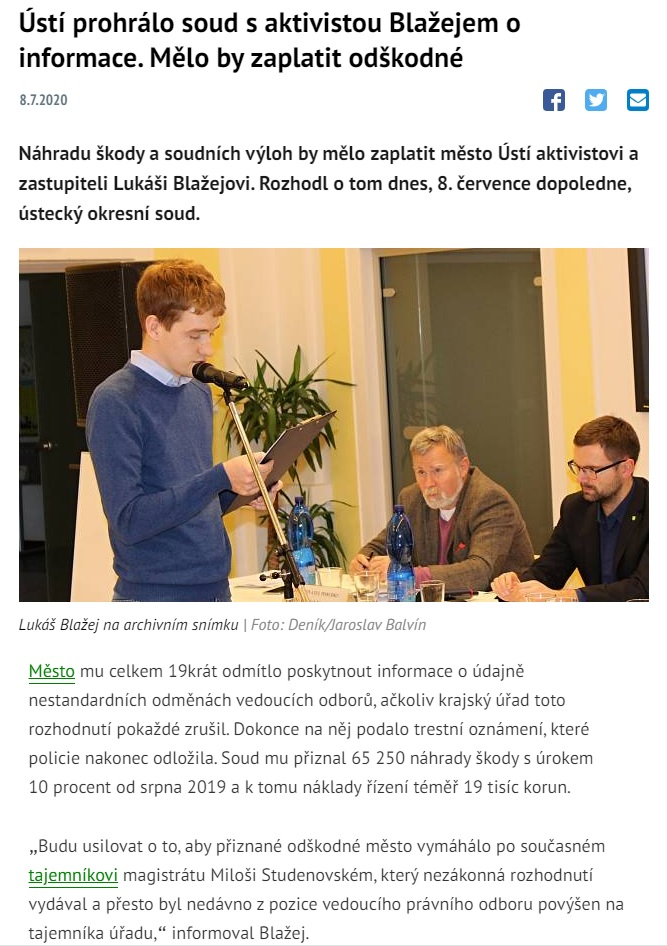 Ústí prohrálo soud s aktivistou Blažejem o
informace. Mělo by zaplatit odškodné
8.7.2020
Náhradu škody a soudních výloh by mělo zaplatit město Ústí aktivistovi a
zastupiteli Lukáši Blažejovi. Rozhodl o tom dnes, 8. července dopoledne,
ústecký okresní soud.
Lukáš Blažej na archivním snímku | Foto: Deník/Jaroslav Balvín
Město mu celkem 19krát odmítlo poskytnout informace o údajně
nestandardních odměnách vedoucích odborů, ačkoliv krajský úřad toto
rozhodnutí pokaždé zrušil. Dokonce na něj podalo trestní oznámení, které
policie nakonec odložila. Soud mu přiznal 65 250 náhrady škody s úrokem
10 procent od srpna 2019 a k tomu náklady řízení téměř 19 tisíc korun.
„Budu usilovat o to, aby přiznané odškodné město vymáhálo po současném
tajemníkovi magistrátu Miloši Studenovském, který nezákonná rozhodnutí
vydával a přesto byl nedávno z pozice vedoucího právního odboru povýšen na
tajemníka úřadu,“ informoval Blažej.